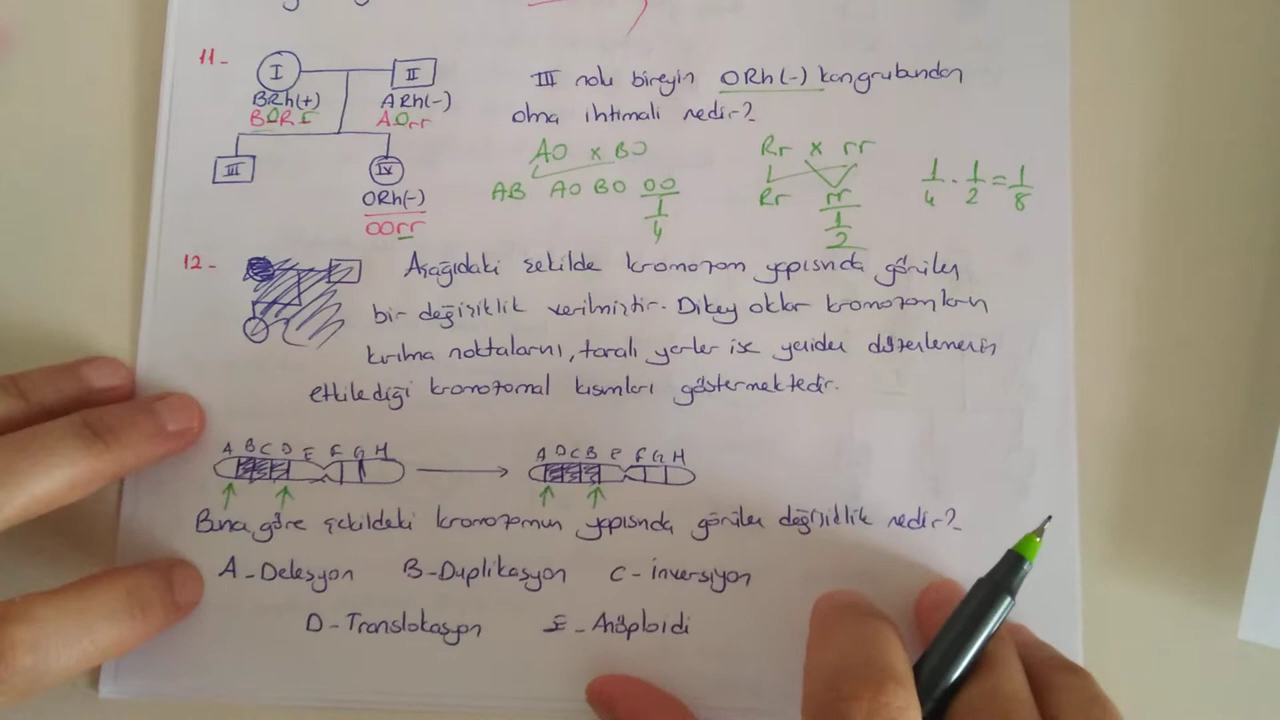 11-
I
II
BRh(+)
ARh(-)
BORr
AOrr
III
IV
ORh(-)
OOrr
III nolu bireyin ORh(-) kangrubundan
olma ihtimali nedir?
AO x BO
AB AO BO OO
1
4
Rr x rr
Rr rr
1
2
1/4 . 1/2 = 1/8
12-
Aşağıdaki şekilde kromozom yapısında görülen
bir değişiklik verilmiştir. Dikey oklar kromozomların
kırılma noktalarını, taralı yerler ise yeniden düzenlemenin
etkilediği kromozomal kısımları göstermektedir.
A B C D E F G H
A D C B E F G H
Buna göre şekildeki kromozomun yapısında görülen değişiklik nedir?
A-Delesyon B-Duplikasyon C-İnversiyon
D-Translokasyon E-Anöploidi